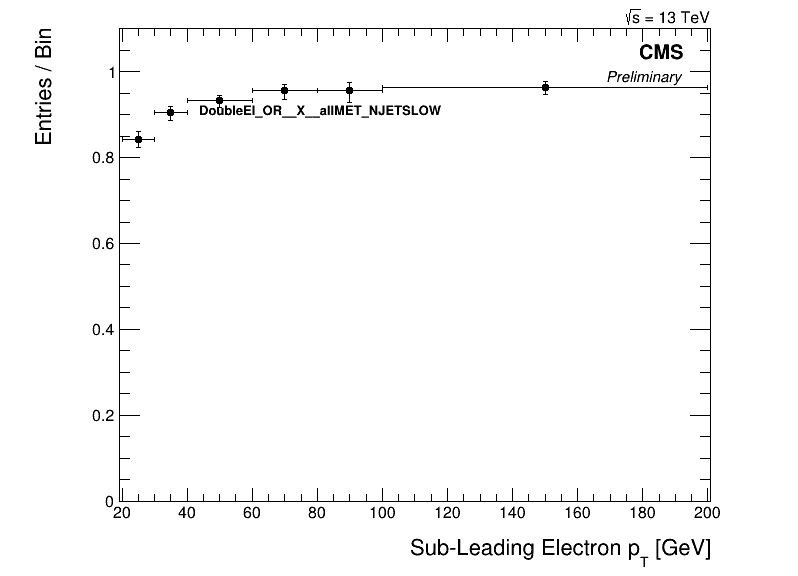 √s = 13 TeV
CMS
Preliminary
Entries / Bin
1
0.8
0.6
0.4
0.2
0
DoubleEl_OR__X__allMET_NJETSLOW
20 40 60 80 100 120 140 160 180 200
Sub-Leading Electron pT [GeV]